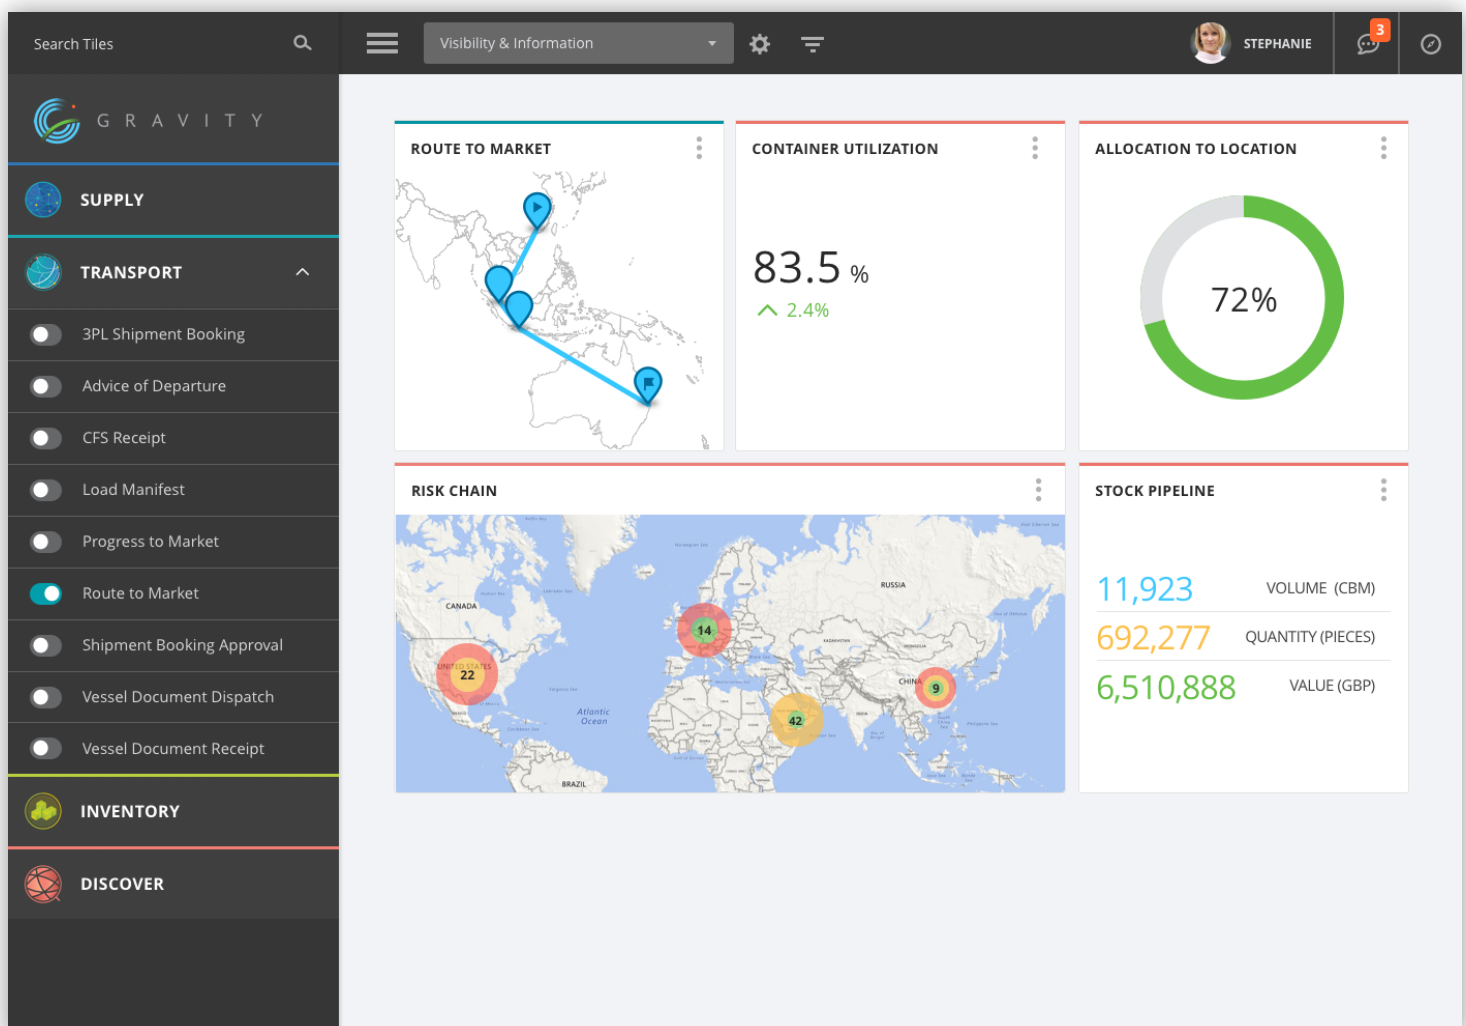 Search Tiles
Visibility & Information
STEPHANIE
3
GRAVITY
SUPPLY
TRANSPORT
3PL Shipment Booking
Advice of Departure
CFS Receipt
Load Manifest
Progress to Market
Route to Market
Shipment Booking Approval
Vessel Document Dispatch
Vessel Document Receipt
INVENTORY
DISCOVER
ROUTE TO MARKET
CONTAINER UTILIZATION
83.5 %
2.4%
ALLOCATION TO LOCATION
72%
RISK CHAIN
RUSSIA
CANADA
14
UNITED STATES
22
CHINA
9
Atlantic
Ocean
42
BRAZIL
STOCK PIPELINE
11,923 VOLUME (CBM)
692,277 QUANTITY (PIECES)
6,510,888 VALUE (GBP)